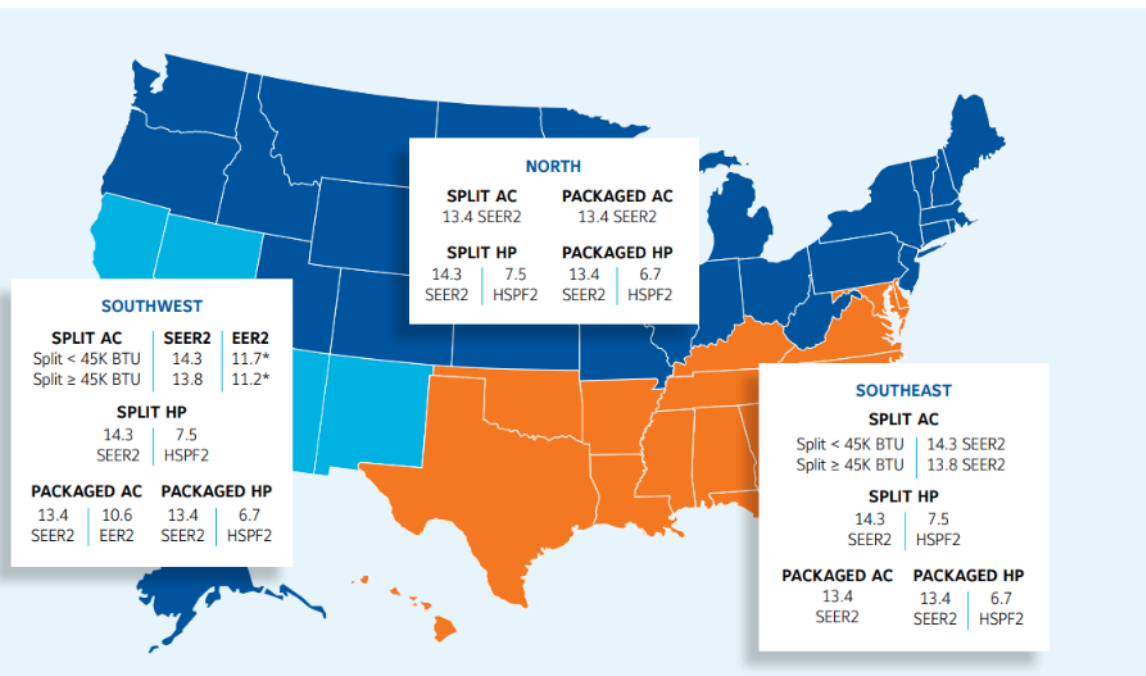 NORTH
SPLIT AC PACKAGED AC
13.4 SEER2 13.4 SEER2
SPLIT HP PACKAGED HP
14.3 7.5 13.4 6.7
SEER2 HSPF2 SEER2 HSPF2
SOUTHWEST
SPLIT AC SEER2 EER2
Split < 45K BTU 14.3 11.7*
Split ≥ 45K BTU 13.8 11.2*
SPLIT HP
14.3 7.5
SEER2 HSPF2
PACKAGED AC PACKAGED HP
13.4 10.6 13.4 6.7
SEER2 EER2 SEER2 HSPF2
SOUTHEAST
SPLIT AC
Split < 45K BTU 14.3 SEER2
Split ≥ 45K BTU 13.8 SEER2
SPLIT HP
14.3 7.5
SEER2 HSPF2
PACKAGED AC PACKAGED HP
13.4 13.4 6.7
SEER2 SEER2 HSPF2